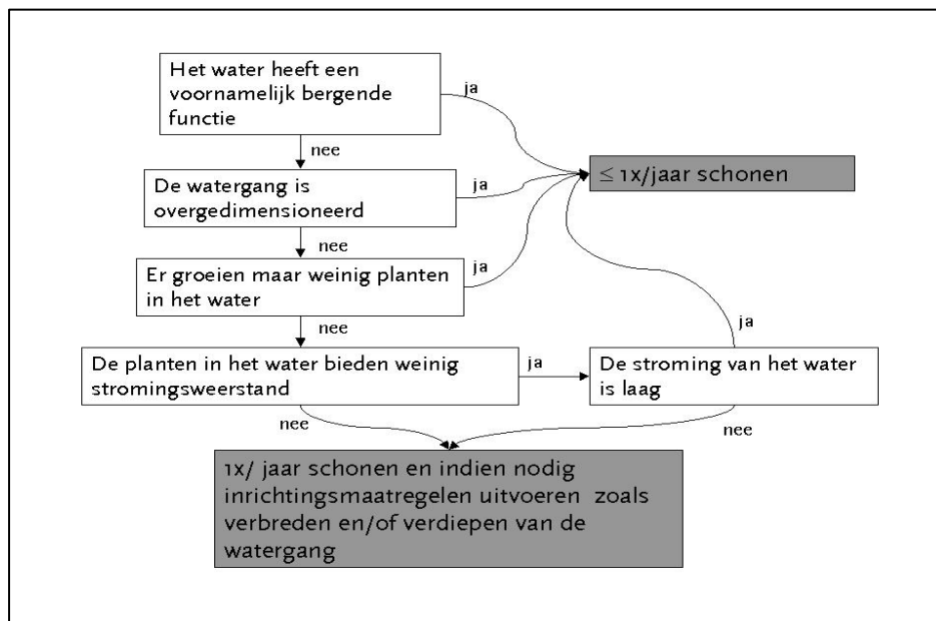 Het water heeft een
voornamelijk bergende
functie
ja
nee
≤ 1x/jaar schonen
De watergang is
overgedimensioneerd
ja
nee
Er groeien maar weinig planten
in het water
ja
nee
ja
De planten in het water bieden weinig
stromingsweerstand
ja
De stroming van het water
is laag
nee
nee
1x/ jaar schonen en indien nodig
inrichtingsmaatregelen uitvoeren zoals
verbreden en/of verdiepen van de
watergang